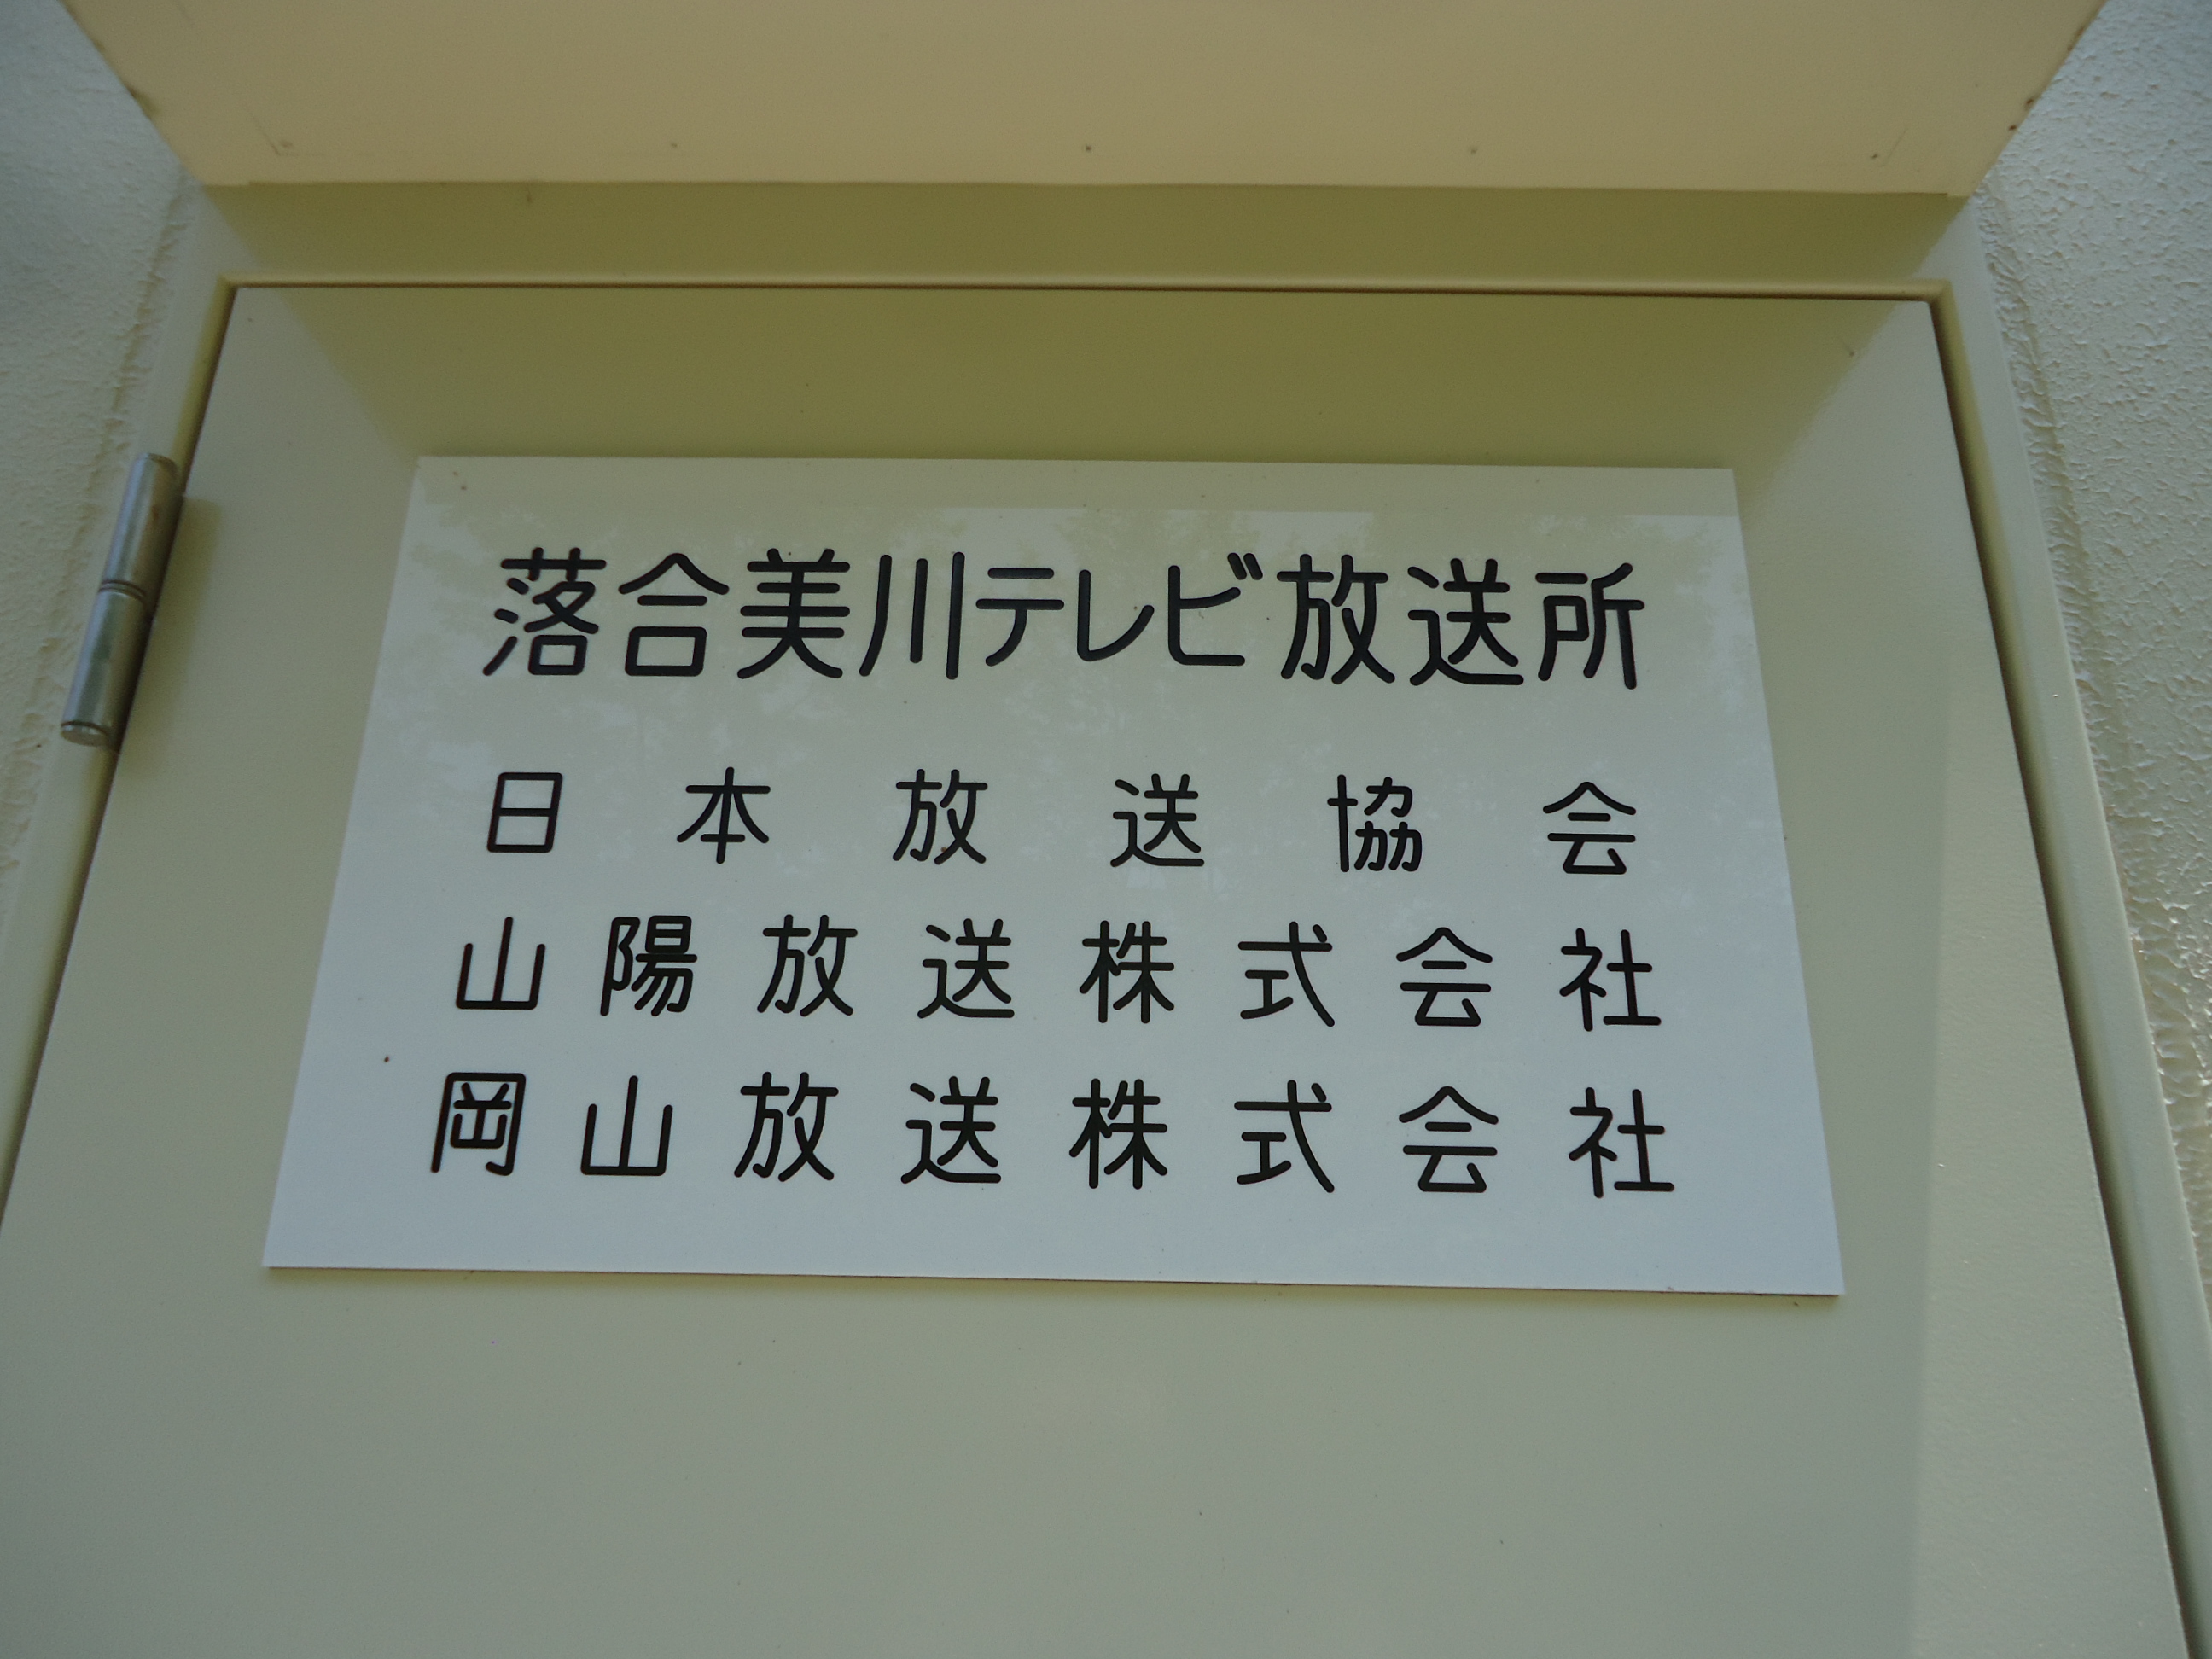 落合美川テレビ放送所
日本放送協会
山陽放送株式会社
岡山放送株式会社